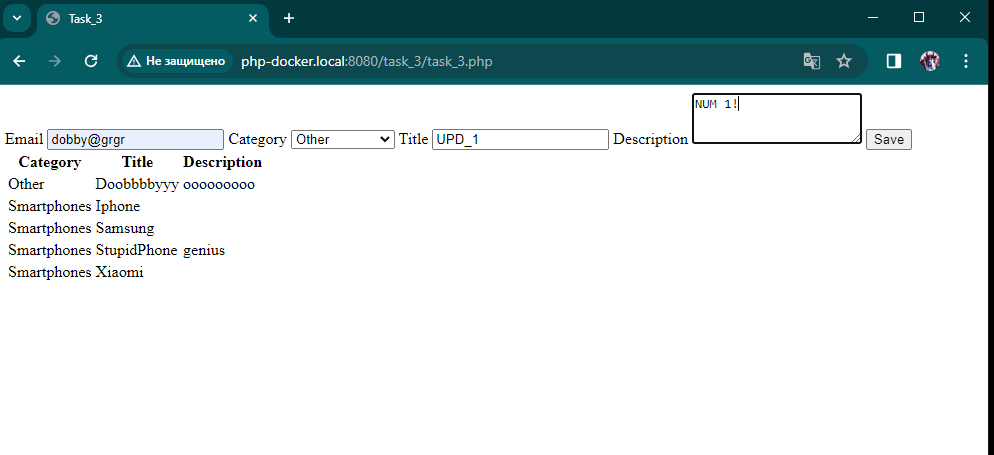 Task_3
Не защищено php-docker.local:8080/task_3/task_3.php
NUM 1!
Email dobby@grgr Category Other Title UPD_1 Description Save
Category Title Description
Other Doobbbbyyy ooooooooo
Smartphones Iphone
Smartphones Samsung
Smartphones StupidPhone genius
Smartphones Xiaomi